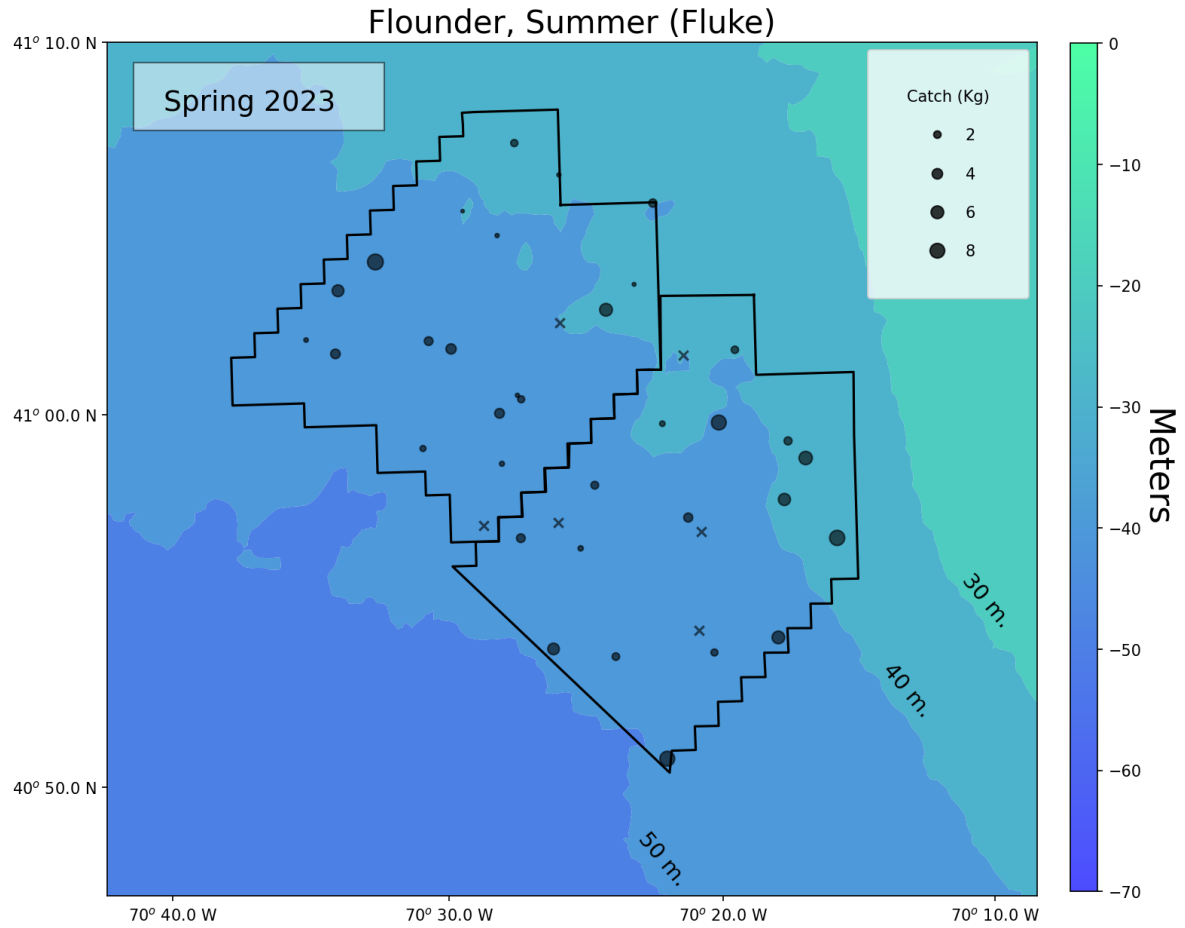 Flounder, Summer (Fluke)
41° 10.0 N
41° 00.0 N
40° 50.0 N
Spring 2023
Catch (Kg)
2
4
6
8
30 m.
40 m.
50 m.
70° 40.0 W
70° 30.0 W
70° 20.0 W
70° 10.0 W
0
−10
−20
−30
−40
−50
−60
−70
Meters